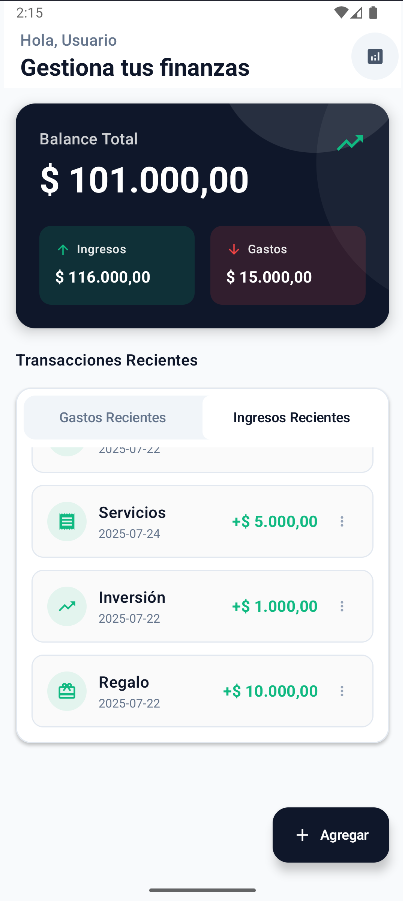 2:15
Hola, Usuario
Gestiona tus finanzas
Balance Total
$ 101.000,00
Ingresos
$ 116.000,00
Gastos
$ 15.000,00
Transacciones Recientes
Gastos Recientes
Ingresos Recientes
2025-07-22
Servicios
2025-07-24
+$ 5.000,00
Inversión
2025-07-22
+$ 1.000,00
Regalo
2025-07-22
+$ 10.000,00
+ Agregar